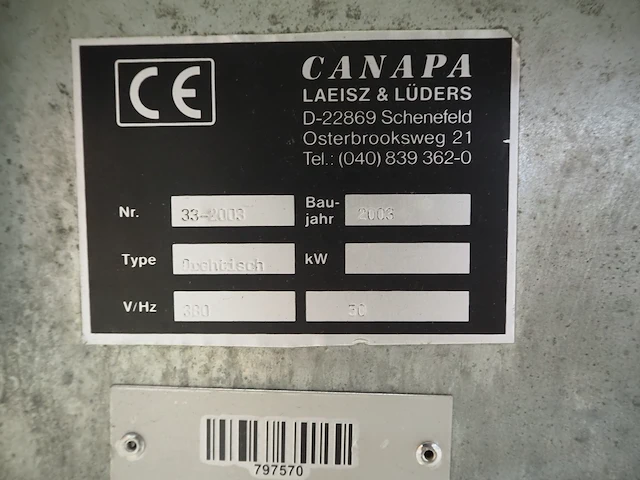 CE
CANAPA
LAEISZ & LÜDERS
D-22869 Schenefeld
Osterbrooksweg 21
Tel.: (040) 839 362-0
Nr. 33-2003
Bau-
jahr 2003
Type
kW
V/Hz 380
797570